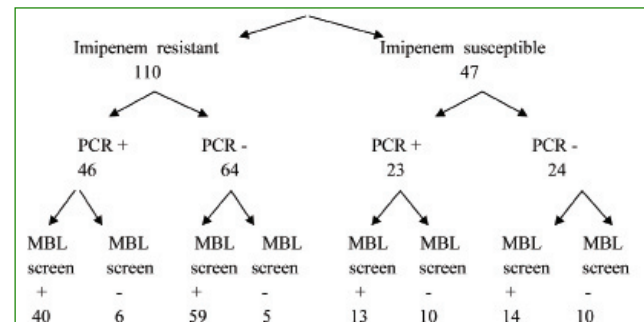 Imipenem resistant Imipenem susceptible
110 47
PCR + PCR - PCR + PCR -
46 64 23 24
MBL MBL MBL MBL MBL MBL MBL MBL
screen screen screen screen screen screen screen screen
+ - + - + - + -
40 6 59 5 13 10 14 10